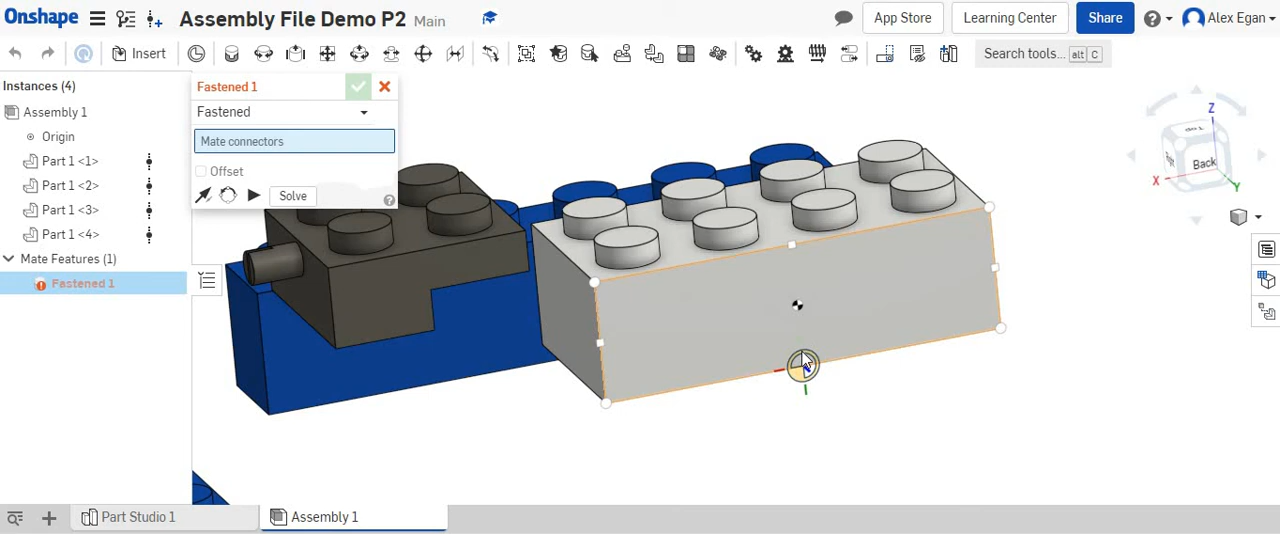 Onshape Assembly File Demo P2 Main App Store Learning Center Share Alex Egan
Insert Search tools... alt C
Instances (4)
Assembly 1
Origin
Part 1 <1>
Part 1 <2>
Part 1 <3>
Part 1 <4>
Mate Features (1)
Fastened 1
Fastened 1
Fastened
Mate connectors
Offset
Solve
Z
Top
Right
Back
X
Y
Part Studio 1 Assembly 1